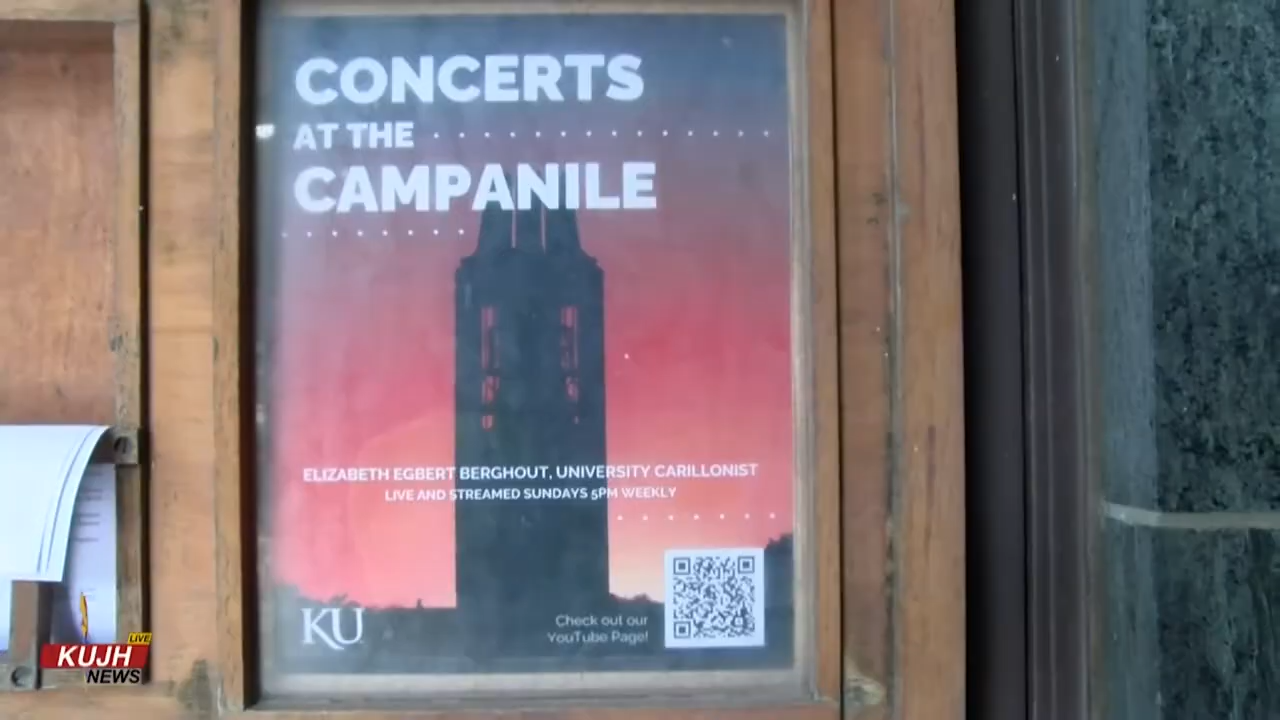 CONCERTS
AT THE
CAMPANILE
ELIZABETH EGBERT BERGHOUT, UNIVERSITY CARILLONIST
LIVE AND STREAMED SUNDAYS 5PM WEEKLY
KU
Check out our
YouTube Page!
LIVE
KUJH
NEWS